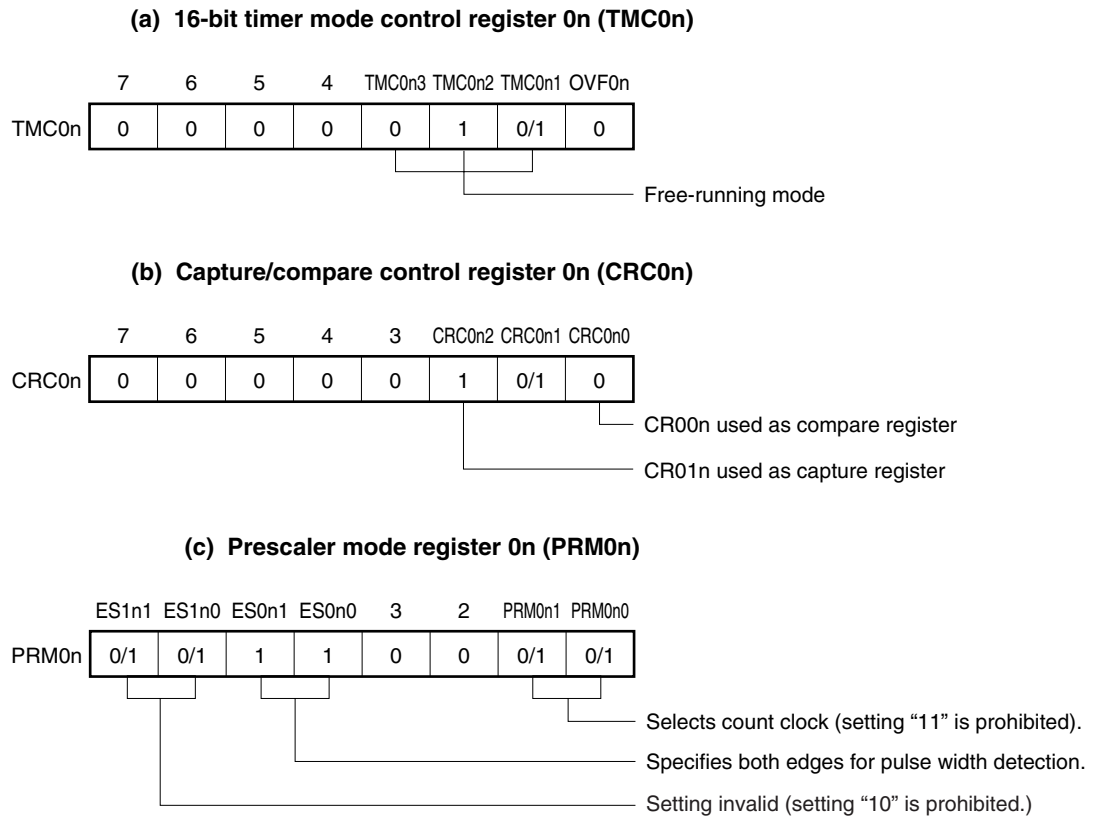 (a) 16-bit timer mode control register 0n (TMC0n)
7 6 5 4 TMC0n3 TMC0n2 TMC0n1 OVF0n
TMC0n 0 0 0 0 0 1 0/1 0
Free-running mode
(b) Capture/compare control register 0n (CRC0n)
7 6 5 4 3 CRC0n2 CRC0n1 CRC0n0
CRC0n 0 0 0 0 0 1 0/1 0
CR00n used as compare register
CR01n used as capture register
(c) Prescaler mode register 0n (PRM0n)
ES1n1 ES1n0 ES0n1 ES0n0 3 2 PRM0n1 PRM0n0
PRM0n 0/1 0/1 1 1 0 0 0/1 0/1
Selects count clock (setting “11” is prohibited).
Specifies both edges for pulse width detection.
Setting invalid (setting “10” is prohibited.)